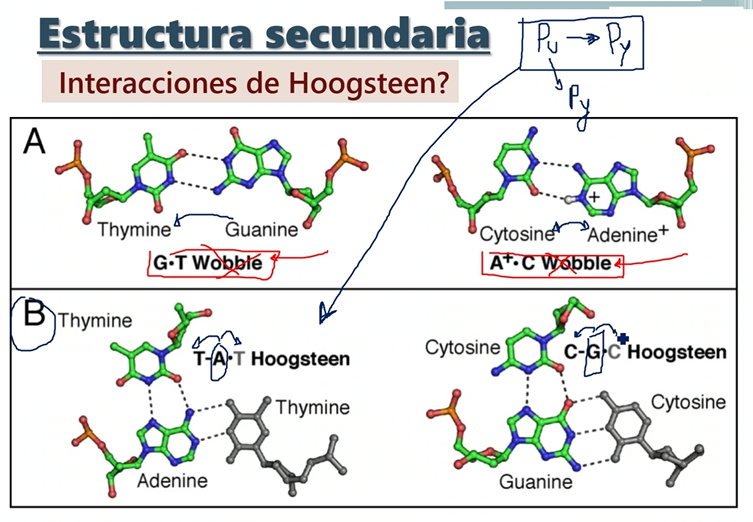 Estructura secundaria
Pu → Py
Interacciones de Hoogsteen?
Py
A
Thymine Guanine
G·T Wobble
Cytosine Adenine⁺
A⁺·C Wobble
+
B
Thymine
T-A·T Hoogsteen
Thymine
Adenine
Cytosine
C-G·C Hoogsteen
Cytosine
Guanine